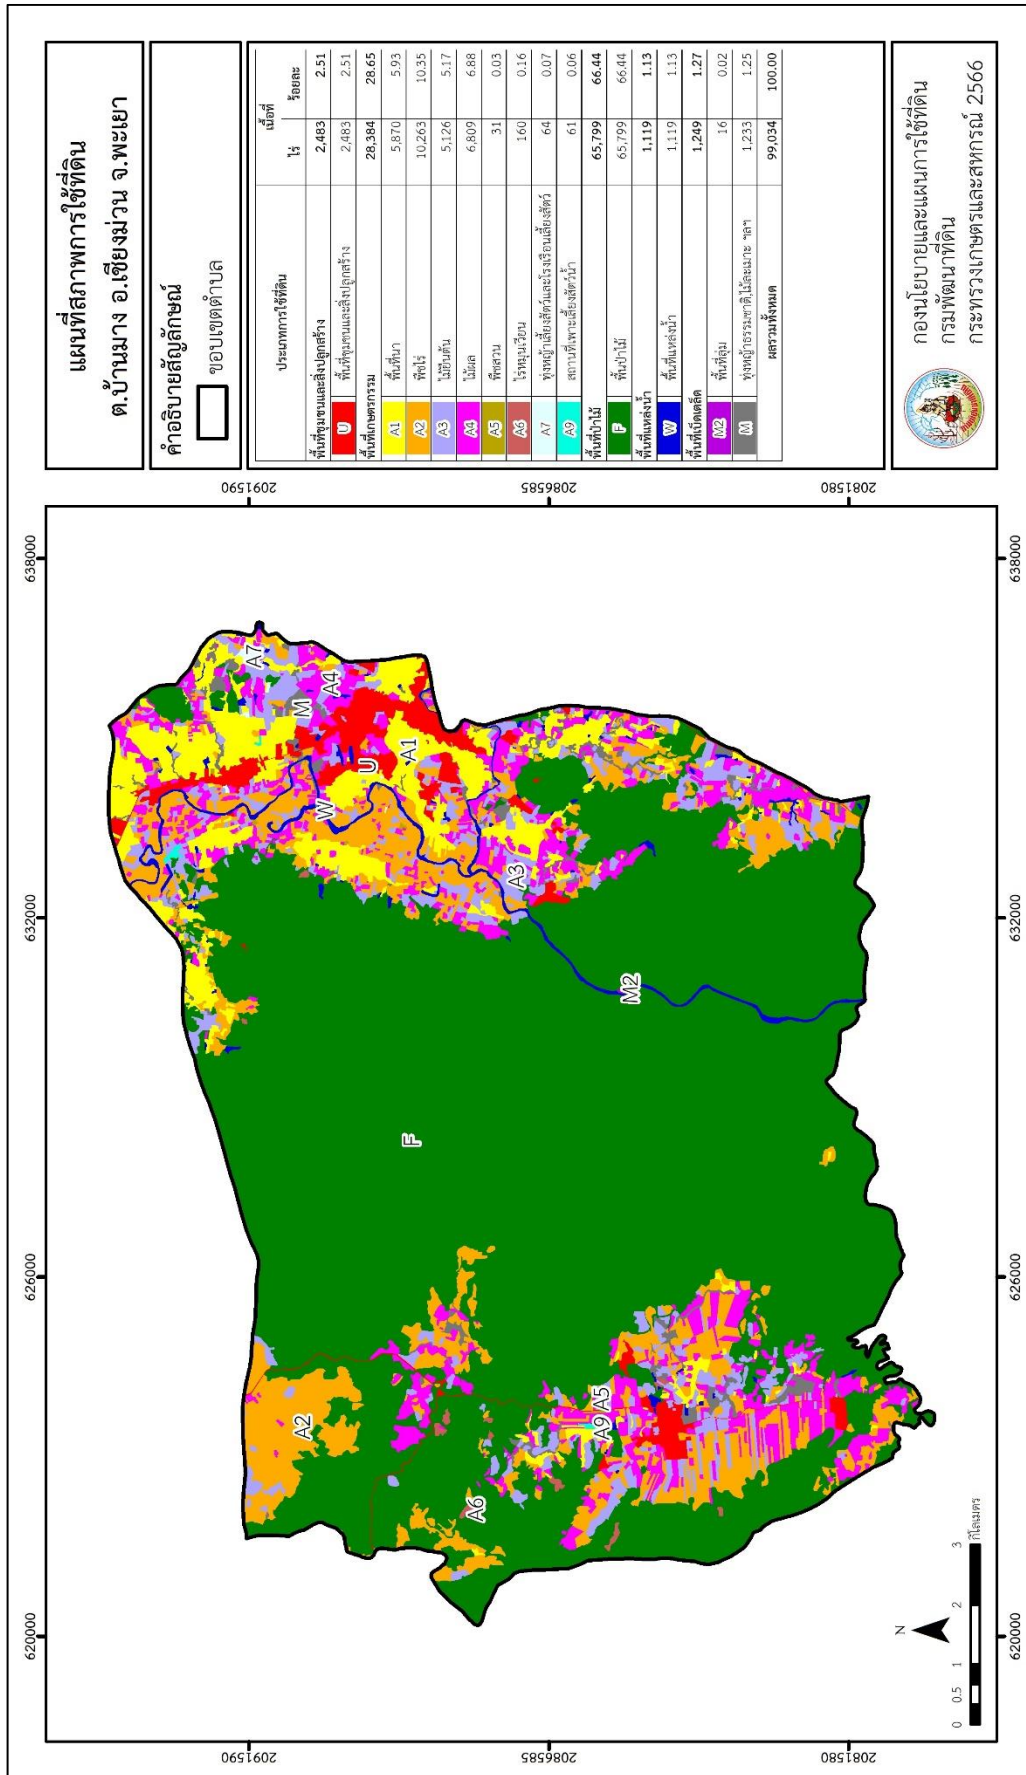 แผนที่สภาพการใช้ที่ดิน
ต.บ้านมาง อ.เชียงม่วน จ.พะเยา
คำอธิบายสัญลักษณ์
ขอบเขตตำบล
ประเภทการใช้ที่ดิน เนื้อที่
ไร่ ร้อยละ
พื้นที่ชุมชนและสิ่งปลูกสร้าง 2,483 2.51
U พื้นที่ชุมชนและสิ่งปลูกสร้าง 2,483 2.51
พื้นที่เกษตรกรรม 28,384 28.65
A1 พื้นที่นา 5,870 5.93
A2 พืชไร่ 10,263 10.35
A3 ไม้ยืนต้น 5,126 5.17
A4 ไม้ผล 6,809 6.88
A5 พืชสวน 31 0.03
A6 ไร่หมุนเวียน 160 0.16
A7 ทุ่งหญ้าเลี้ยงสัตว์และโรงเรือนเลี้ยงสัตว์ 64 0.07
A9 สถานที่เพาะเลี้ยงสัตว์น้ำ 61 0.06
พื้นที่ป่าไม้ 65,799 66.44
F พื้นป่าไม้ 65,799 66.44
พื้นที่แหล่งน้ำ 1,119 1.13
W พื้นที่แหล่งน้ำ 1,119 1.13
พื้นที่เบ็ดเตล็ด 1,249 1.27
M2 พื้นที่ลุ่ม 16 0.02
M ทุ่งหญ้าธรรมชาติ,ไม้ละเมาะ ฯลฯ 1,233 1.25
ผลรวมทั้งหมด 99,034 100.00
กองนโยบายและแผนการใช้ที่ดิน
กรมพัฒนาที่ดิน
กระทรวงเกษตรและสหกรณ์ 2566
620000 626000 632000 638000
2091590 2091590
2086585 2086585
2081580 2081580
A7
M
A4
A1
U
W
A3
M2
F
A2
A6
A9 A5
N
0 0.5 1 2 3
กิโลเมตร
620000 626000 632000 638000